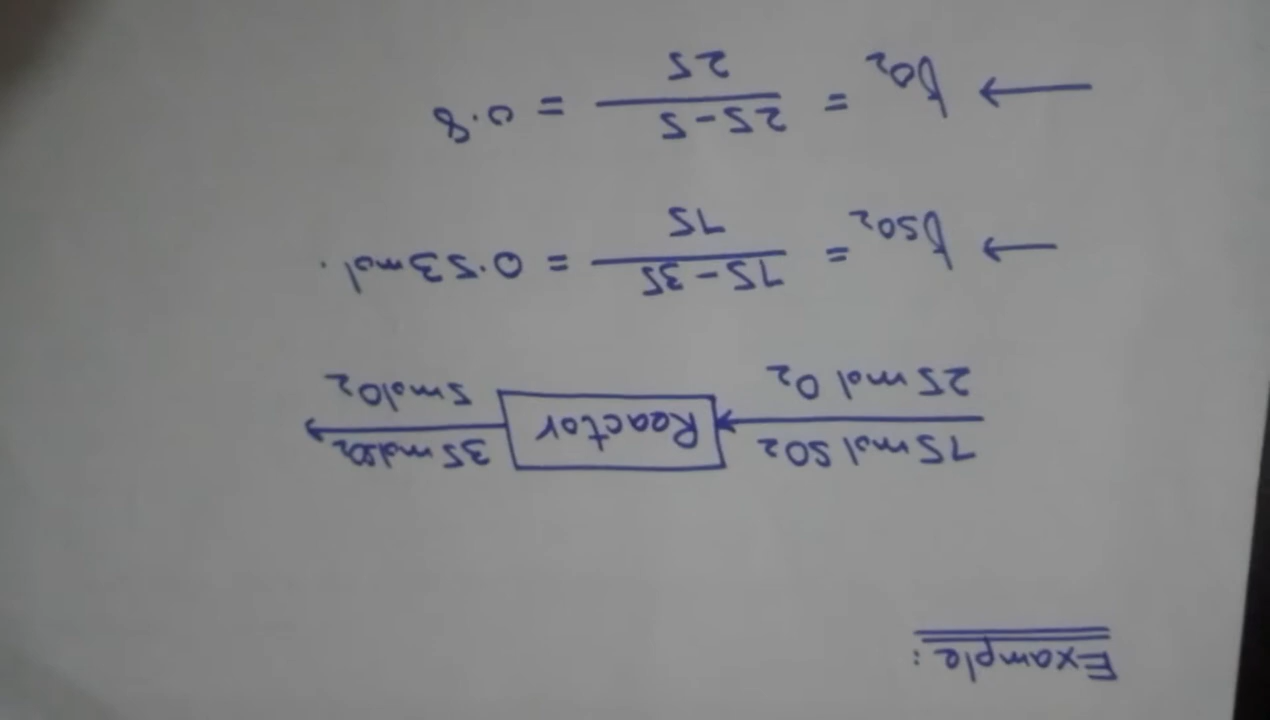 Example:
75 mol SO2 → Reactor → 35 mol SO2
25 mol O2 5 mol O2
→ fSO2 = 75 - 35 / 75 = 0.53 mol.
→ fO2 = 25 - 5 / 25 = 0.8